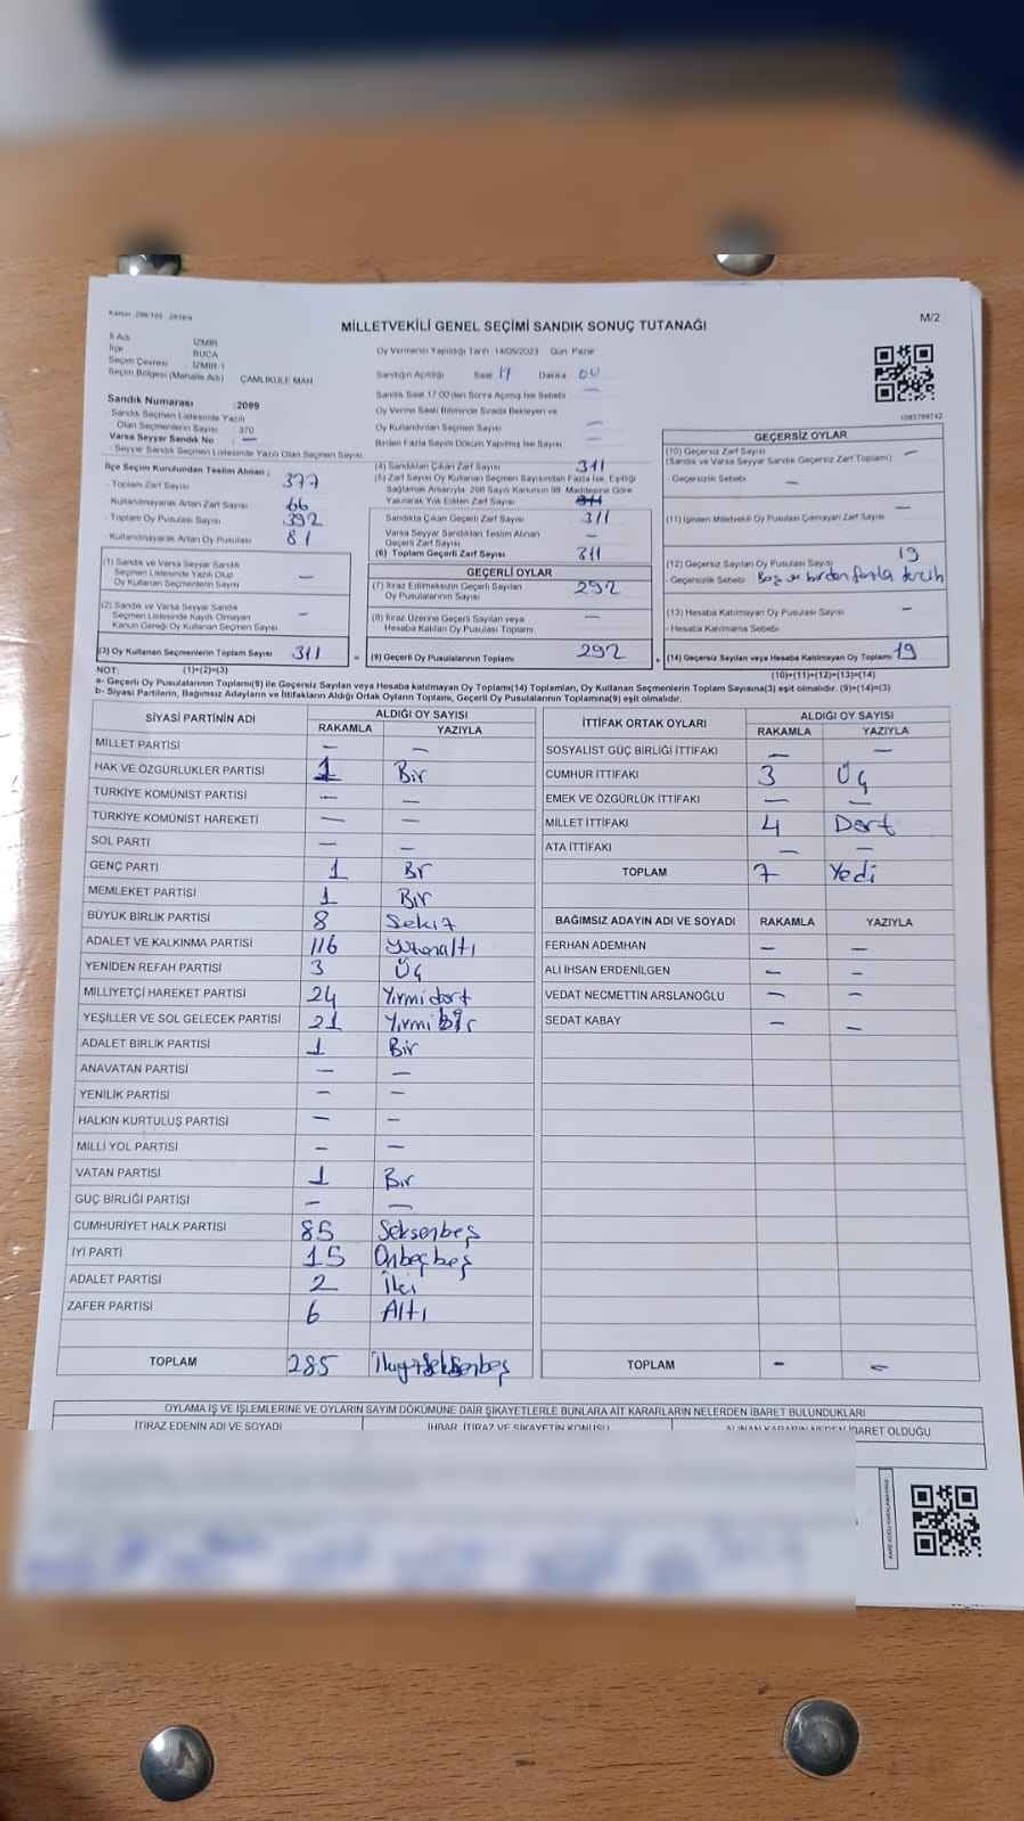 MİLLETVEKİLİ GENEL SEÇİMİ SANDIK SONUÇ TUTANAĞI
M/2
İl Adı İZMİR
İlçe BUCA
Seçim Çevresi İZMİR-1
Seçim Bölgesi (Mahalle Adı) ÇAMLIKULE MAH
Oy Vermenin Yapıldığı Tarih 14/05/2023 Gün Pazar
Sandığın Açıldığı Saat 17 Dakika 00
Sandık Numarası : 2099
Sandık Seçmen Listesinde Yazılı Olan Seçmenlerin Sayısı 370
Varsa Seyyar Sandık No : —
Seyyar Sandık Seçmen Listesinde Yazılı Olan Seçmen Sayısı
Sandık Saat 17:00'den Sonra Açılmış İse Sebebi —
Oy Verme Saati Bitiminde Sırada Bekleyen ve Oy Kullandırılan Seçmen Sayısı —
Birden Fazla Sayım Döküm Yapılmış İse Sayısı —
İlçe Seçim Kurulundan Teslim Alınan :
- Toplam Zarf Sayısı 377
Kullanılmayarak Artan Zarf Sayısı 66
- Toplam Oy Pusulası Sayısı 392
Kullanılmayarak Artan Oy Pusulası 81
(1) Sandık ve Varsa Seyyar Sandık Seçmen Listesinde Yazılı Olup Oy Kullanan Seçmenlerin Sayısı —
(2) Sandık ve Varsa Seyyar Sandık Seçmen Listesinde Kayıtlı Olmayan Kanun Gereği Oy Kullanan Seçmen Sayısı —
(3) Oy Kullanan Seçmenlerin Toplam Sayısı 311
(4) Sandıktan Çıkan Zarf Sayısı 311
(5) Zarf Sayısı Oy Kullanan Seçmen Sayısından Fazla İse, Eşitliği Sağlamak Amacıyla, 298 Sayılı Kanunun 98. Maddesine Göre Yakılarak Yok Edilen Zarf Sayısı
Sandıkta Çıkan Geçerli Zarf Sayısı 311
Varsa Seyyar Sandıktan Teslim Alınan Geçerli Zarf Sayısı —
(6) Toplam Geçerli Zarf Sayısı 311
GEÇERLİ OYLAR
(7) İtiraz Edilmeksizin Geçerli Sayılan Oy Pusulalarının Sayısı 292
(8) İtiraz Üzerine Geçerli Sayılan veya Hesaba Katılan Oy Pusulası Toplamı —
(9) Geçerli Oy Pusulalarının Toplamı 292
GEÇERSİZ OYLAR
(10) Geçersiz Zarf Sayısı —
(Sandık ve Varsa Seyyar Sandık Geçersiz Zarf Toplamı)
- Geçersizlik Sebebi —
(11) İçinden Milletvekili Oy Pusulası Çıkmayan Zarf Sayısı —
(12) Geçersiz Sayılan Oy Pusulası Sayısı 19
- Geçersizlik Sebebi Boş ve birden fazla tercih
(13) Hesaba Katılmayan Oy Pusulası Sayısı —
- Hesaba Katılmama Sebebi
(14) Geçersiz Sayılan veya Hesaba Katılmayan Oy Toplamı 19
NOT: (1)+(2)=(3) (10)+(11)+(12)+(13)=(14)
a- Geçerli Oy Pusulalarının Toplamı(9) ile Geçersiz Sayılan veya Hesaba katılmayan Oy Toplamı(14) Toplamları, Oy Kullanan Seçmenlerin Toplam Sayısına(3) eşit olmalıdır. (9)+(14)=(3)
b- Siyasi Partilerin, Bağımsız Adayların ve İttifakların Aldığı Ortak Oyların Toplamı, Geçerli Oy Pusulalarının Toplamına(9) eşit olmalıdır.
SİYASİ PARTİNİN ADI ALDIĞI OY SAYISI
RAKAMLA YAZIYLA
MİLLET PARTİSİ — —
HAK VE ÖZGÜRLÜKLER PARTİSİ 1 Bir
TÜRKİYE KOMÜNİST PARTİSİ — —
TÜRKİYE KOMÜNİST HAREKETİ — —
SOL PARTİ — —
GENÇ PARTİ 1 Br
MEMLEKET PARTİSİ 1 Bir
BÜYÜK BİRLİK PARTİSİ 8 Sekiz
ADALET VE KALKINMA PARTİSİ 116 Yüzonaltı
YENİDEN REFAH PARTİSİ 3 Üç
MİLLİYETÇİ HAREKET PARTİSİ 24 Yirmidört
YEŞİLLER VE SOL GELECEK PARTİSİ 21 Yirmi bir
ADALET BİRLİK PARTİSİ 1 Bir
ANAVATAN PARTİSİ — —
YENİLİK PARTİSİ — —
HALKIN KURTULUŞ PARTİSİ — —
MİLLİ YOL PARTİSİ — —
VATAN PARTİSİ 1 Bır
GÜÇ BİRLİĞİ PARTİSİ — —
CUMHURİYET HALK PARTİSİ 85 Seksenbeş
İYİ PARTİ 15 Onbeşbeş
ADALET PARTİSİ 2 İki
ZAFER PARTİSİ 6 Altı
TOPLAM 285 İkiyüzseksenbeş
İTTİFAK ORTAK OYLARI ALDIĞI OY SAYISI
RAKAMLA YAZIYLA
SOSYALİST GÜÇ BİRLİĞİ İTTİFAKI — —
CUMHUR İTTİFAKI 3 Üç
EMEK VE ÖZGÜRLÜK İTTİFAKI — —
MİLLET İTTİFAKI 4 Dört
ATA İTTİFAKI — —
TOPLAM 7 Yedi
BAĞIMSIZ ADAYIN ADI VE SOYADI RAKAMLA YAZIYLA
FERHAN ADEMHAN — —
ALİ İHSAN ERDENİLGEN — —
VEDAT NECMETTİN ARSLANOĞLU — —
SEDAT KABAY — —
TOPLAM - -
OYLAMA İŞ VE İŞLEMLERİNE VE OYLARIN SAYIM DÖKÜMÜNE DAİR ŞİKAYETLERLE BUNLARA AİT KARARLARIN NELERDEN İBARET BULUNDUKLARI
İTİRAZ EDENİN ADI VE SOYADI İHBAR, İTİRAZ VE ŞİKAYETİN KONUSU ALINAN KARARIN NEDEN İBARET OLDUĞU